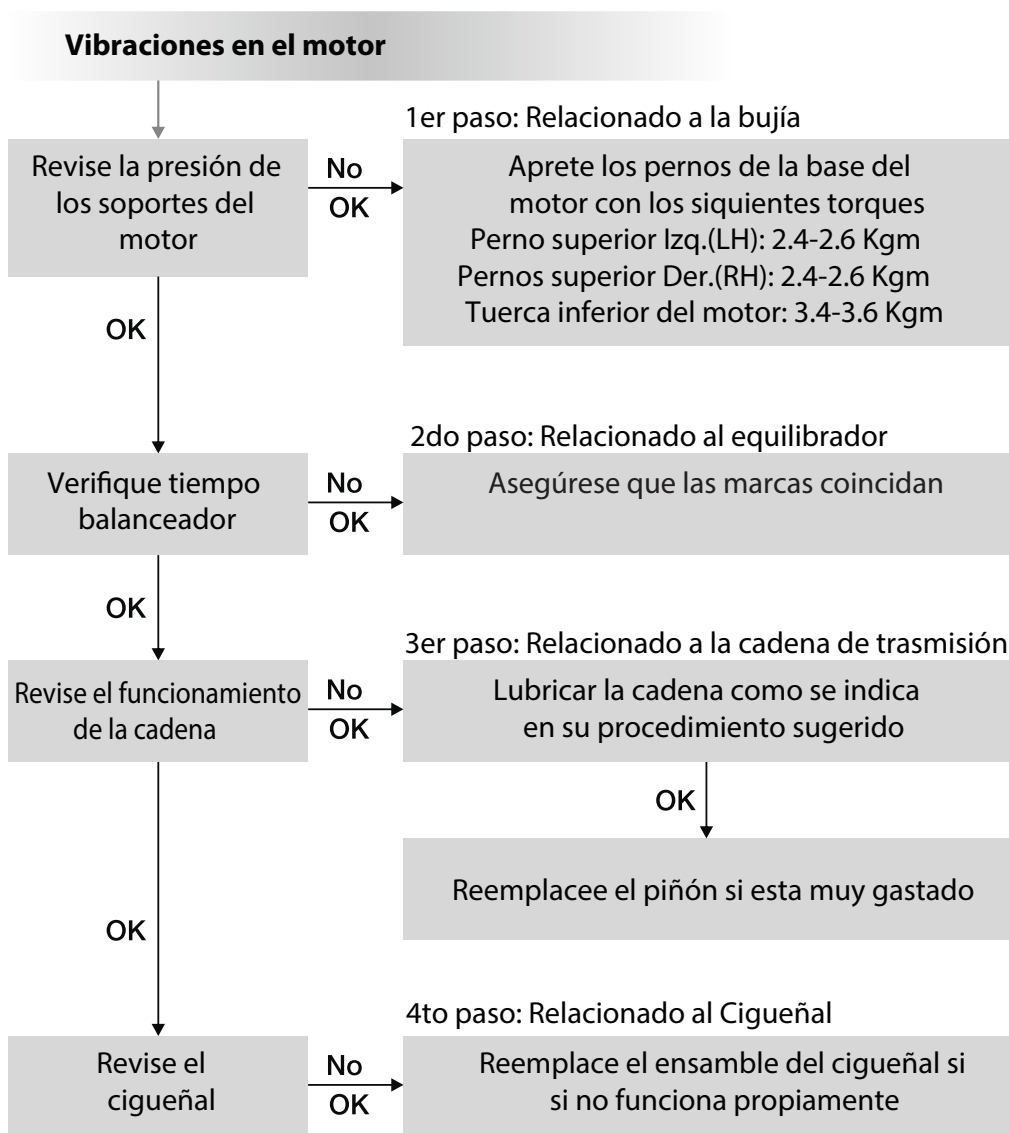 Vibraciones en el motor
1er paso: Relacionado a la bujía
Revise la presión de
los soportes del
motor
No
OK
Aprete los pernos de la base del
motor con los siquientes torques
Perno superior Izq.(LH): 2.4-2.6 Kgm
Pernos superior Der.(RH): 2.4-2.6 Kgm
Tuerca inferior del motor: 3.4-3.6 Kgm
OK
2do paso: Relacionado al equilibrador
Verifique tiempo
balanceador
No
OK
Asegúrese que las marcas coincidan
OK
3er paso: Relacionado a la cadena de trasmisión
Revise el funcionamiento
de la cadena
No
OK
Lubricar la cadena como se indica
en su procedimiento sugerido
OK
Reemplacee el piñón si esta muy gastado
OK
4to paso: Relacionado al Cigueñal
Revise el
cigueñal
No
OK
Reemplace el ensamble del cigueñal si
si no funciona propiamente